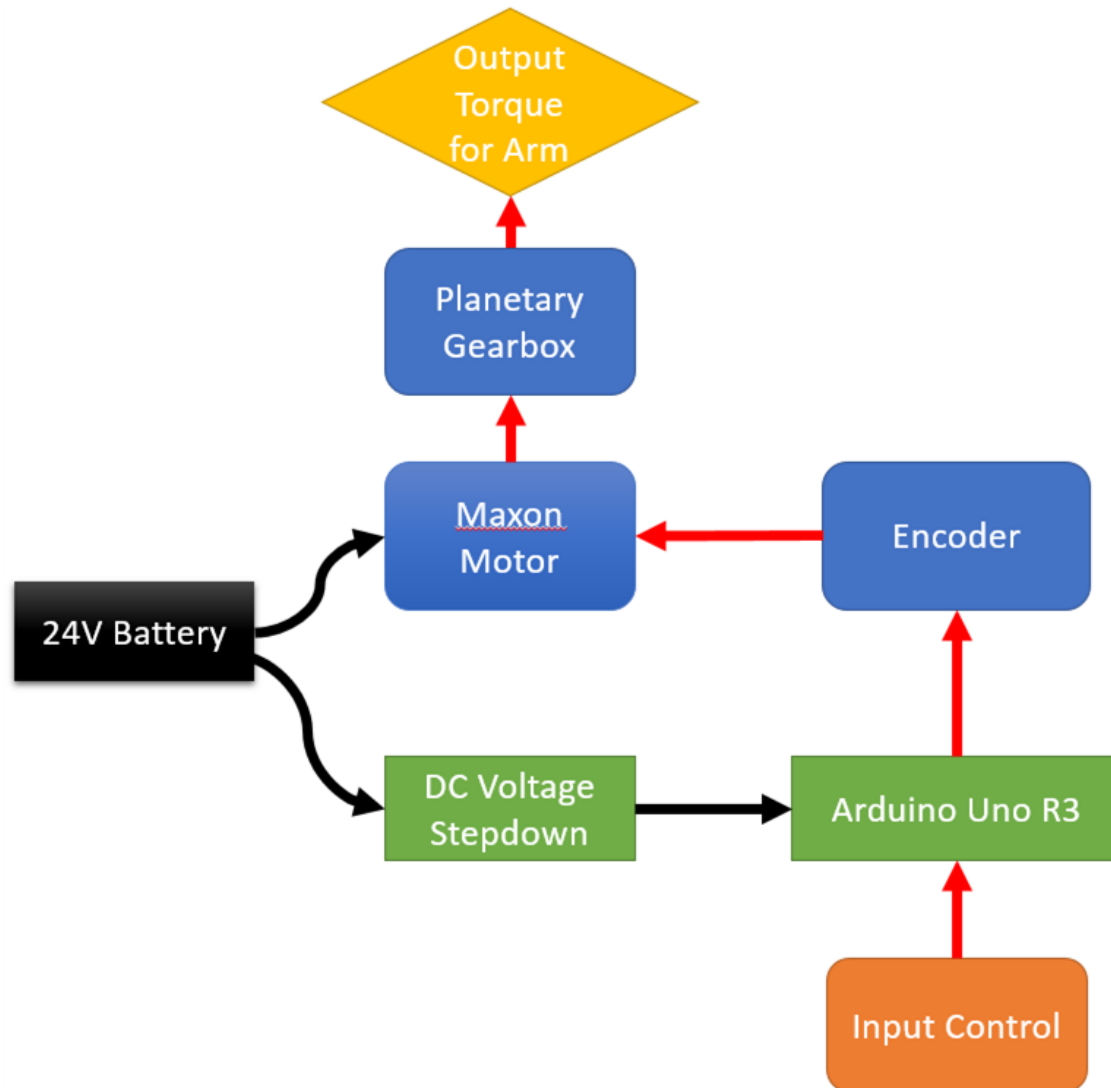 Output
Torque
for Arm
Planetary
Gearbox
Maxon
Motor
Encoder
24V Battery
DC Voltage
Stepdown
Arduino Uno R3
Input Control